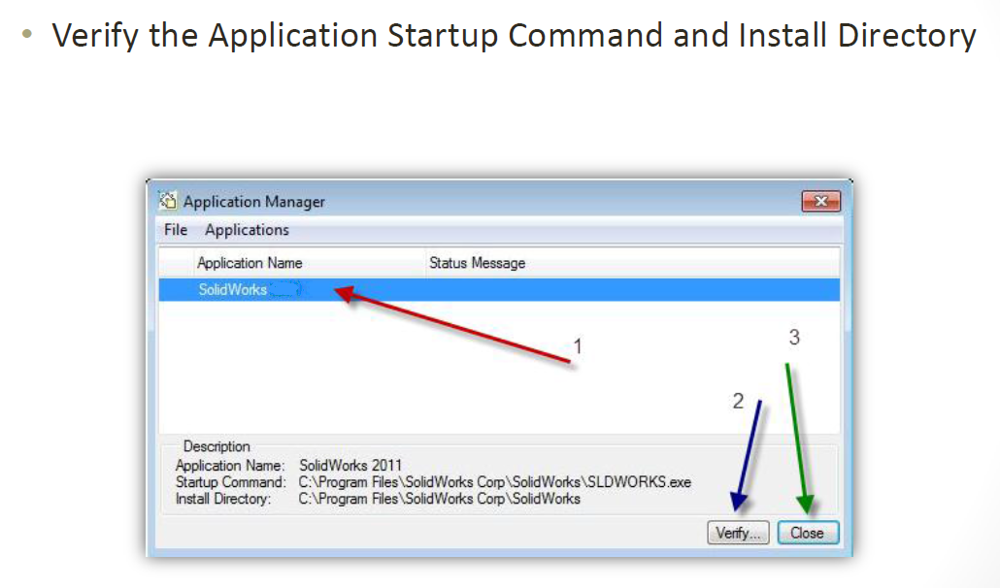 • Verify the Application Startup Command and Install Directory
Application Manager
File Applications
Application Name Status Message
SolidWorks
1
3
2
Description
Application Name: SolidWorks 2011
Startup Command: C:\Program Files\SolidWorks Corp\SolidWorks\SLDWORKS.exe
Install Directory: C:\Program Files\SolidWorks Corp\SolidWorks
Verify... Close